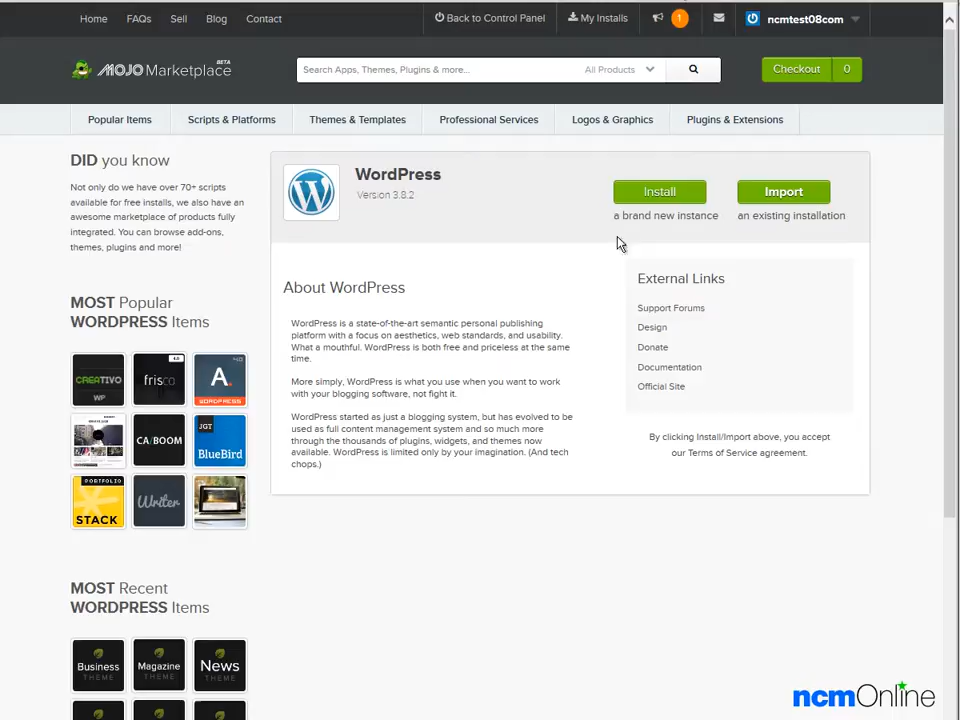 Home FAQs Sell Blog Contact Back to Control Panel My Installs 1 ncmtest08com
MOJO Marketplace BETA
Search Apps, Themes, Plugins & more... All Products
Checkout 0
Popular Items Scripts & Platforms Themes & Templates Professional Services Logos & Graphics Plugins & Extensions
DID you know
Not only do we have over 70+ scripts
available for free installs, we also have an
awesome marketplace of products fully
integrated. You can browse add-ons,
themes, plugins and more!
MOST Popular
WORDPRESS Items
CREATIVO
WP
frisco
4.0
A.
WORDPRESS
CA/BOOM
JGT
BlueBird
PORTFOLIO
STACK
Writer
MOST Recent
WORDPRESS Items
Business
THEME
Magazine
THEME
News
THEME
WordPress
Version 3.8.2
Install
a brand new instance
Import
an existing installation
About WordPress
WordPress is a state-of-the-art semantic personal publishing
platform with a focus on aesthetics, web standards, and usability.
What a mouthful. WordPress is both free and priceless at the same
time.
More simply, WordPress is what you use when you want to work
with your blogging software, not fight it.
WordPress started as just a blogging system, but has evolved to be
used as full content management system and so much more
through the thousands of plugins, widgets, and themes now
available. WordPress is limited only by your imagination. (And tech
chops.)
External Links
Support Forums
Design
Donate
Documentation
Official Site
By clicking Install/Import above, you accept
our Terms of Service agreement.
ncmOnline